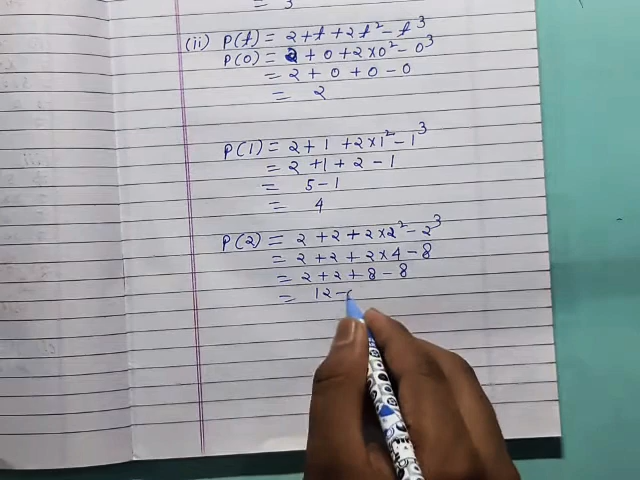 = 3
(ii) P(t) = 2+t+2t²-t³
P(0) = 2+0+2×0²-0³
= 2+0+0-0
= 2
P(1) = 2+1+2×1²-1³
= 2+1+2-1
= 5-1
= 4
P(2) = 2+2+2×2²-2³
= 2+2+2×4-8
= 2+2+8-8
= 12-